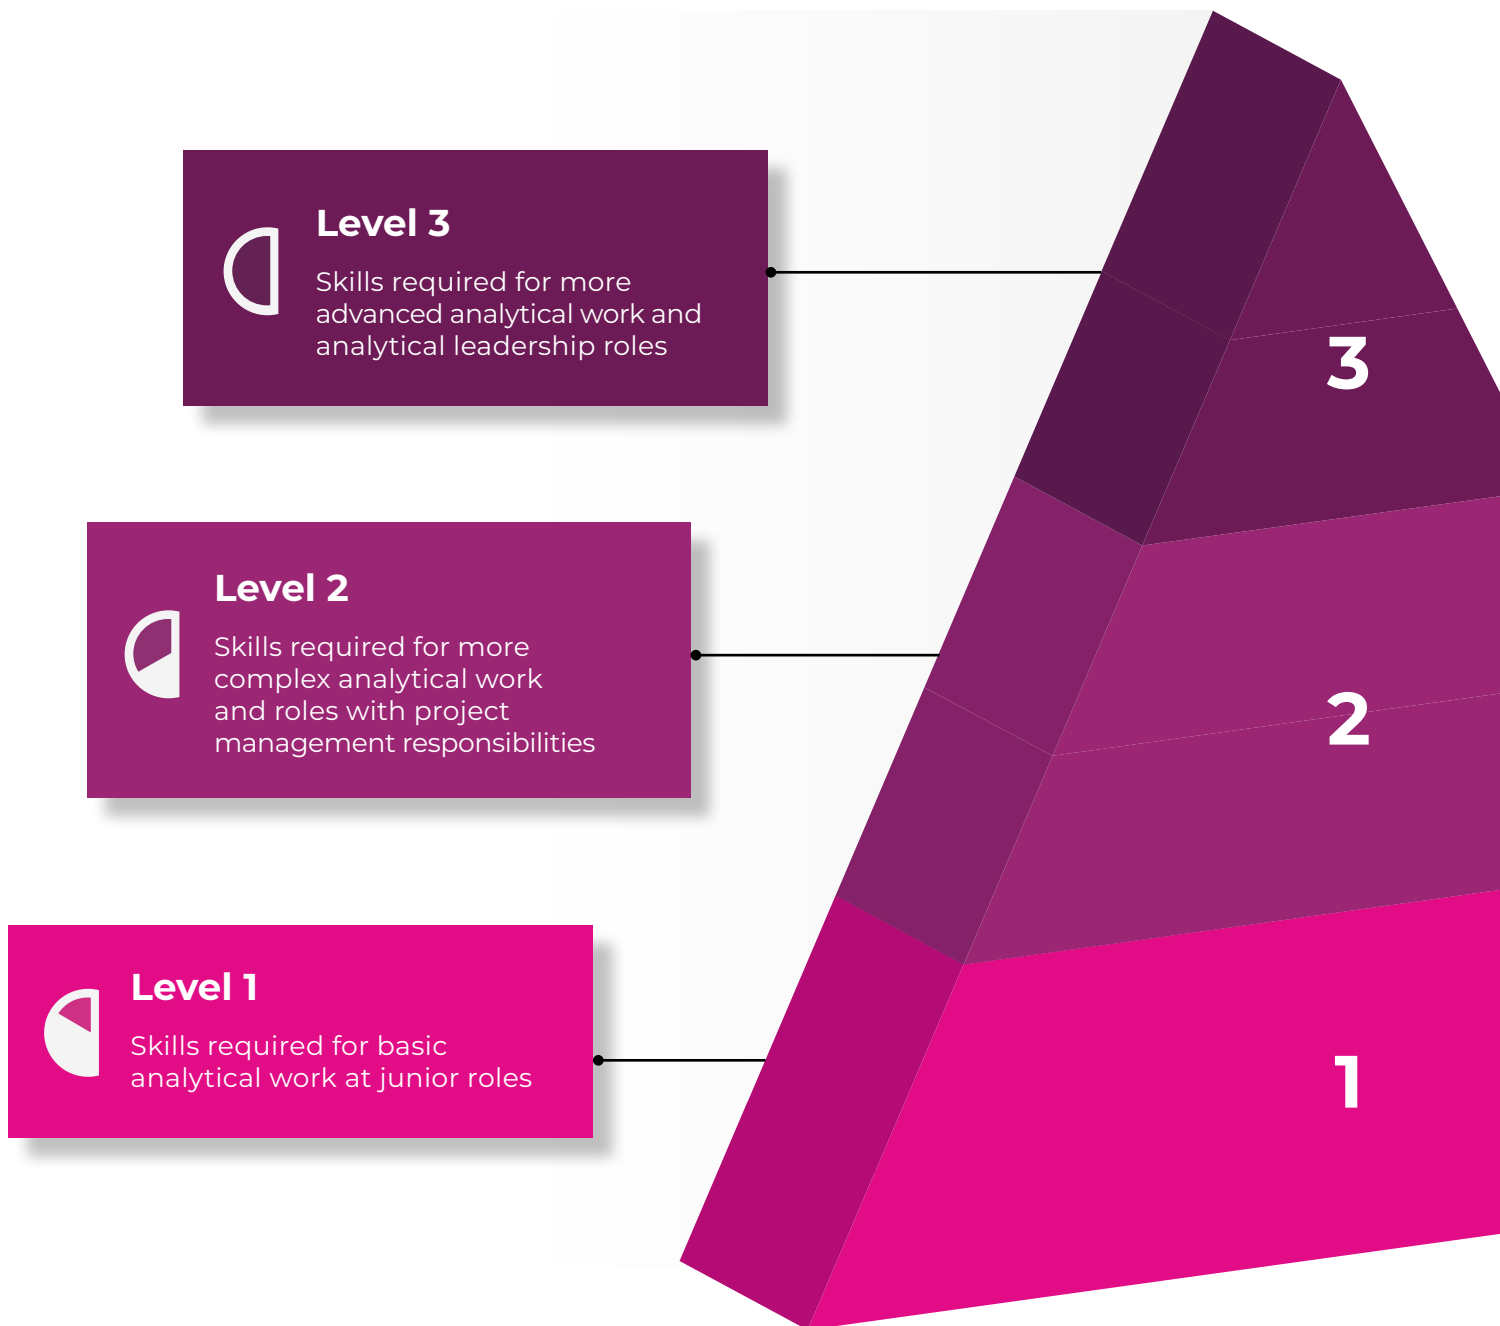 Level 3
Skills required for more
advanced analytical work and
analytical leadership roles
3
Level 2
Skills required for more
complex analytical work
and roles with project
management responsibilities
2
Level 1
Skills required for basic
analytical work at junior roles
1